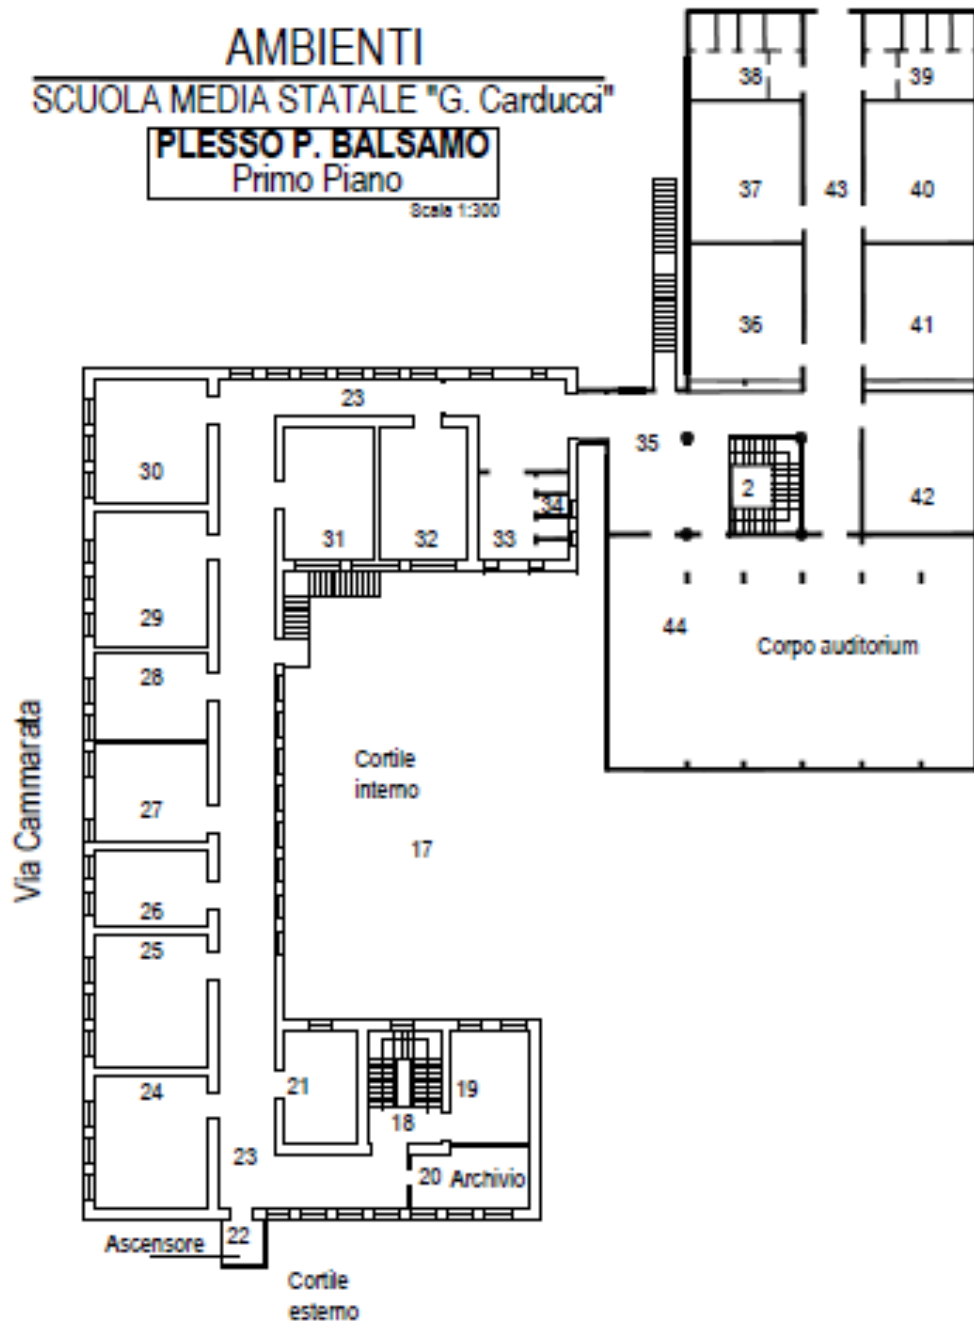 AMBIENTI
SCUOLA MEDIA STATALE "G. Carducci"
PLESSO P. BALSAMO
Primo Piano
Scala 1:300
38
39
37
43
40
36
41
23
35
30
2
42
34
31
32
33
29
44
Corpo auditorium
28
Via Cammarata
Cortile
interno
27
17
26
25
24
21
19
18
23
20 Archivio
22
Ascensore
Cortile
esterno